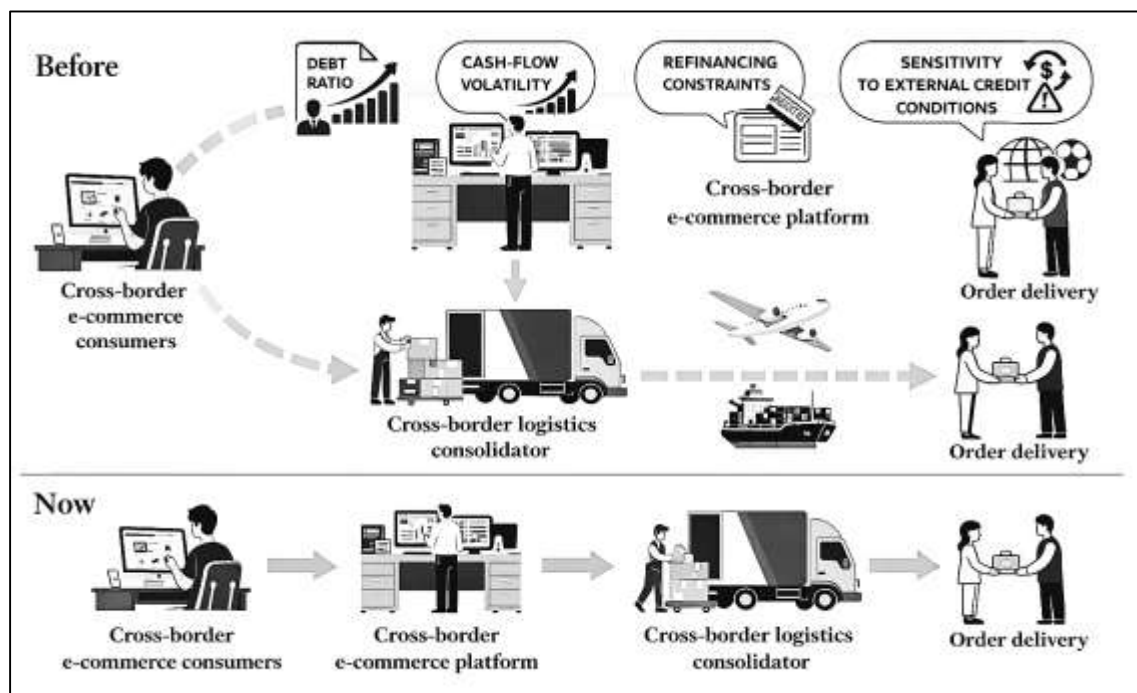 Before
DEBT
RATIO
CASH-FLOW
VOLATILITY
REFINANCING
CONSTRAINTS
SENSITIVITY
TO EXTERNAL CREDIT
CONDITIONS
$
Cross-border
e-commerce platform
Cross-border
e-commerce
consumers
Order delivery
Cross-border logistics
consolidator
Order delivery
Now
Cross-border
e-commerce consumers
Cross-border
e-commerce platform
Cross-border logistics
consolidator
Order delivery